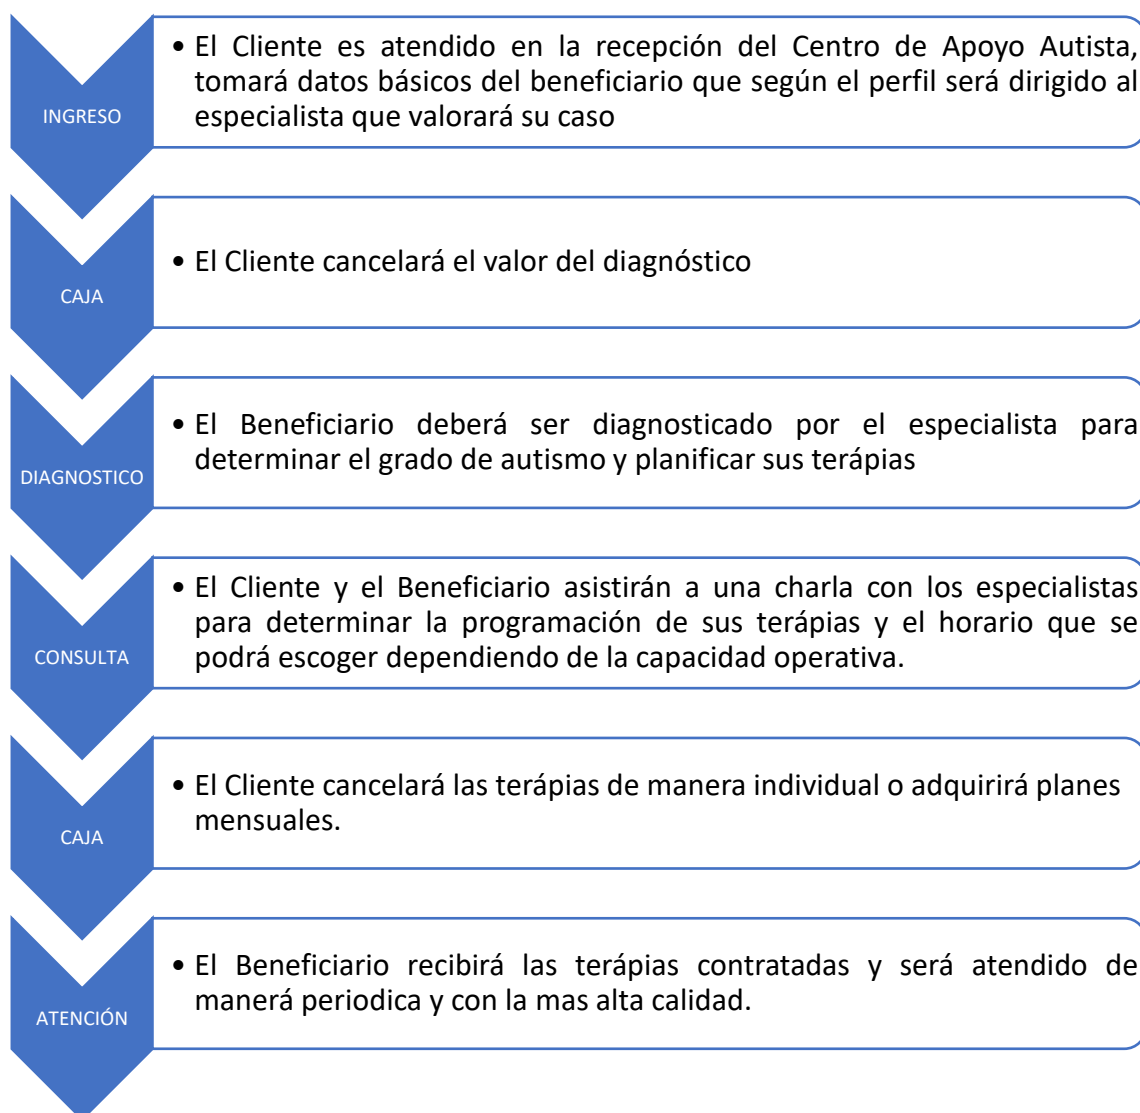 INGRESO
• El Cliente es atendido en la recepción del Centro de Apoyo Autista,
tomará datos básicos del beneficiario que según el perfil será dirigido al
especialista que valorará su caso
CAJA
• El Cliente cancelará el valor del diagnóstico
DIAGNOSTICO
• El Beneficiario deberá ser diagnosticado por el especialista para
determinar el grado de autismo y planificar sus terápias
CONSULTA
• El Cliente y el Beneficiario asistirán a una charla con los especialistas
para determinar la programación de sus terápias y el horario que se
podrá escoger dependiendo de la capacidad operativa.
CAJA
• El Cliente cancelará las terápias de manera individual o adquirirá planes
mensuales.
ATENCIÓN
• El Beneficiario recibirá las terápias contratadas y será atendido de
manerá periodica y con la mas alta calidad.